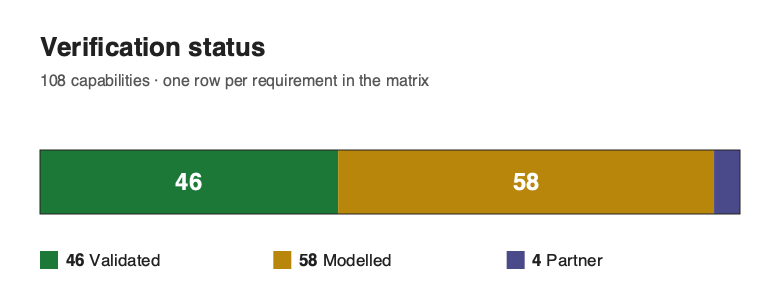 Verification status
108 capabilities · one row per requirement in the matrix
46 58
46 Validated 58 Modelled 4 Partner